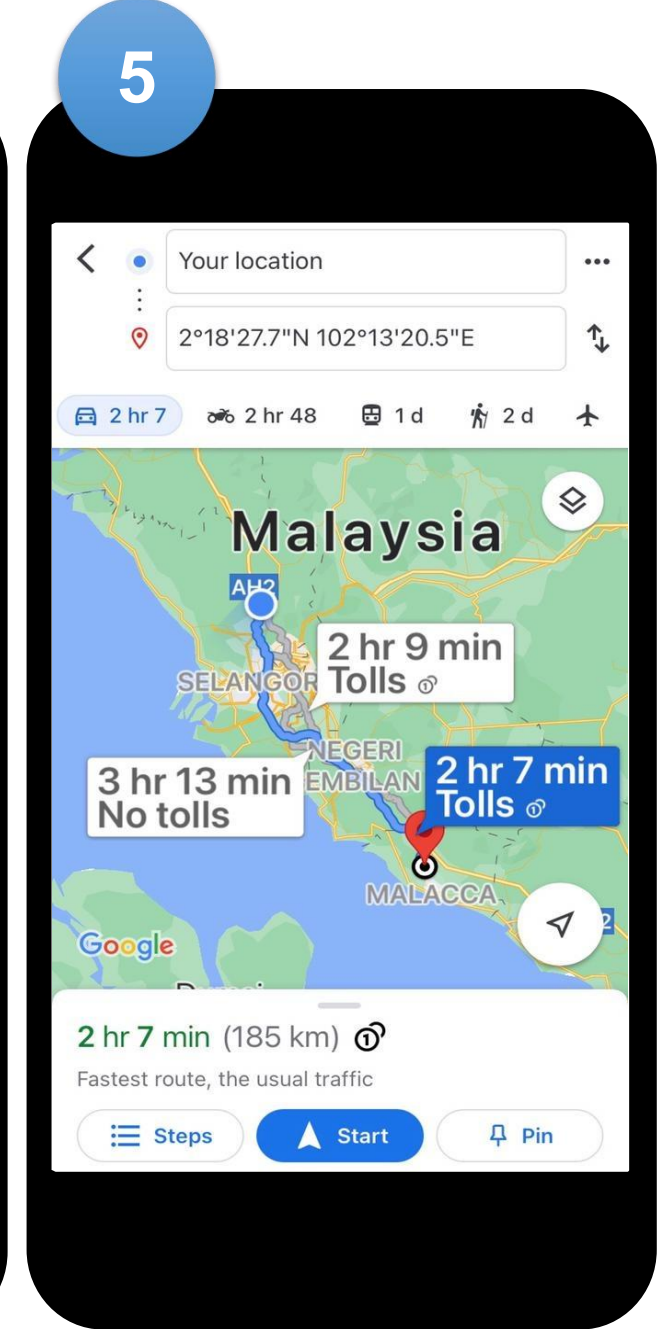 5
Your location
2°18'27.7"N 102°13'20.5"E
2 hr 7
2 hr 48
1 d
2 d
Malaysia
AH2
2 hr 9 min
Tolls
SELANGOR
NEGERI
EMBILAN
3 hr 13 min
No tolls
2 hr 7 min
Tolls
MALACCA
2
Google
2 hr 7 min (185 km)
Fastest route, the usual traffic
Steps
Start
Pin